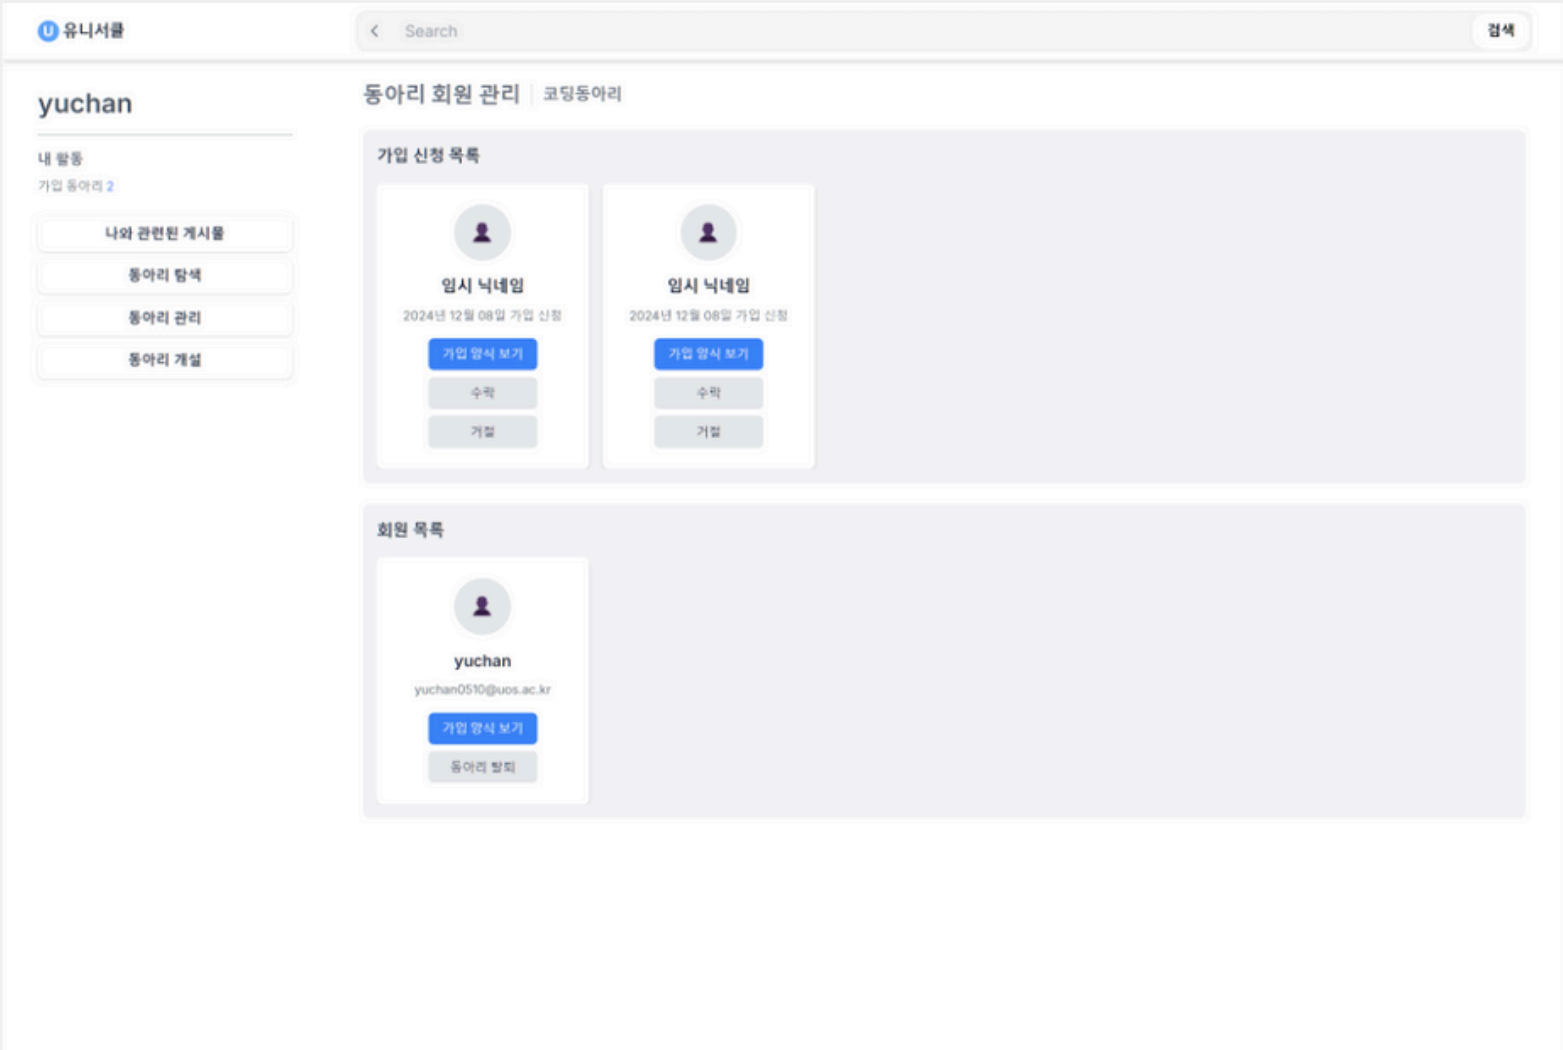 U 유니서클
Search
검색
yuchan
내 활동
가입 동아리 2
나와 관련된 게시물
동아리 탐색
동아리 관리
동아리 개설
동아리 회원 관리 | 코딩동아리
가입 신청 목록
임시 닉네임
2024년 12월 08일 가입 신청
가입 양식 보기
수락
거절
임시 닉네임
2024년 12월 08일 가입 신청
가입 양식 보기
수락
거절
회원 목록
yuchan
yuchan0510@uos.ac.kr
가입 양식 보기
동아리 탈퇴